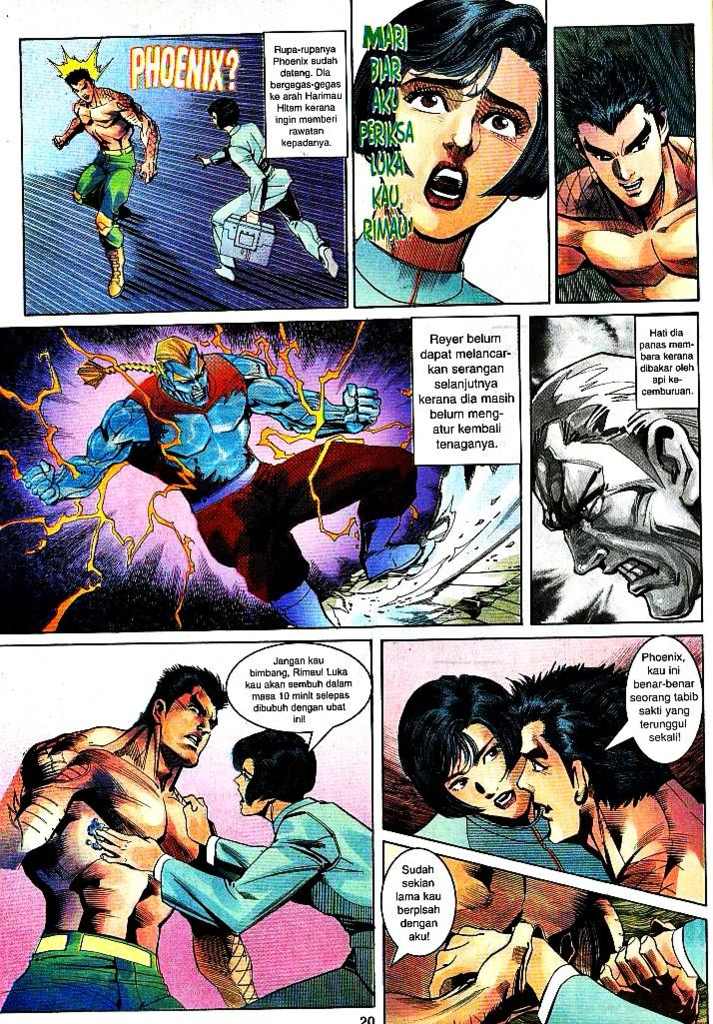 PHOENIX?
Rupa-rupanya
Phoenix sudah
datang. Dia
bergegas-gegas
ke arah Harimau
Hitam kerana
ingin memberi
rawatan
kepadanya.
MARI
BIAR
AKU
PERIKSA
LUKA
KAU,
RIMAU!
Reyer belum
dapat melancar-
kan serangan
selanjutnya
kerana dia masih
belum meng-
atur kembali
tenaganya.
Hati dia
panas mem-
bara kerana
dibakar oleh
api ke-
cemburuan.
Jangan kau
bimbang, Rimau! Luka
kau akan sembuh dalam
masa 10 minit selepas
dibubuh dengan ubat
ini!
Phoenix,
kau ini
benar-benar
seorang tabib
sakti yang
terunggul
sekali!
Sudah
sekian
lama kau
berpisah
dengan
aku!
20